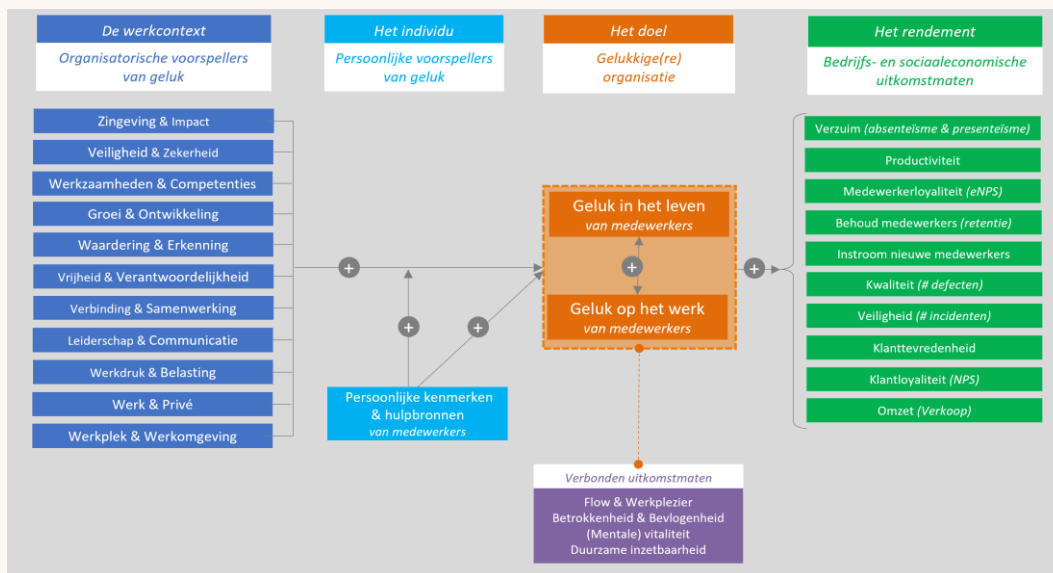 De werkcontext
Organisatorische voorspellers
van geluk
Zingeving & Impact
Veiligheid & Zekerheid
Werkzaamheden & Competenties
Groei & Ontwikkeling
Waardering & Erkenning
Vrijheid & Verantwoordelijkheid
Verbinding & Samenwerking
Leiderschap & Communicatie
Werkdruk & Belasting
Werk & Privé
Werkplek & Werkomgeving
Het individu
Persoonlijke voorspellers
van geluk
+
+
+
Persoonlijke kenmerken
& hulpbronnen
van medewerkers
Het doel
Gelukkige(re)
organisatie
Geluk in het leven
van medewerkers
+
Geluk op het werk
van medewerkers
+
Verbonden uitkomstmaten
Flow & Werkplezier
Betrokkenheid & Bevlogenheid
(Mentale) vitaliteit
Duurzame inzetbaarheid
Het rendement
Bedrijfs- en sociaaleconomische
uitkomstmaten
Verzuim (absenteïsme & presenteïsme)
Productiviteit
Medewerkerloyaliteit (eNPS)
Behoud medewerkers (retentie)
Instroom nieuwe medewerkers
Kwaliteit (# defecten)
Veiligheid (# incidenten)
Klanttevredenheid
Klantloyaliteit (NPS)
Omzet (Verkoop)